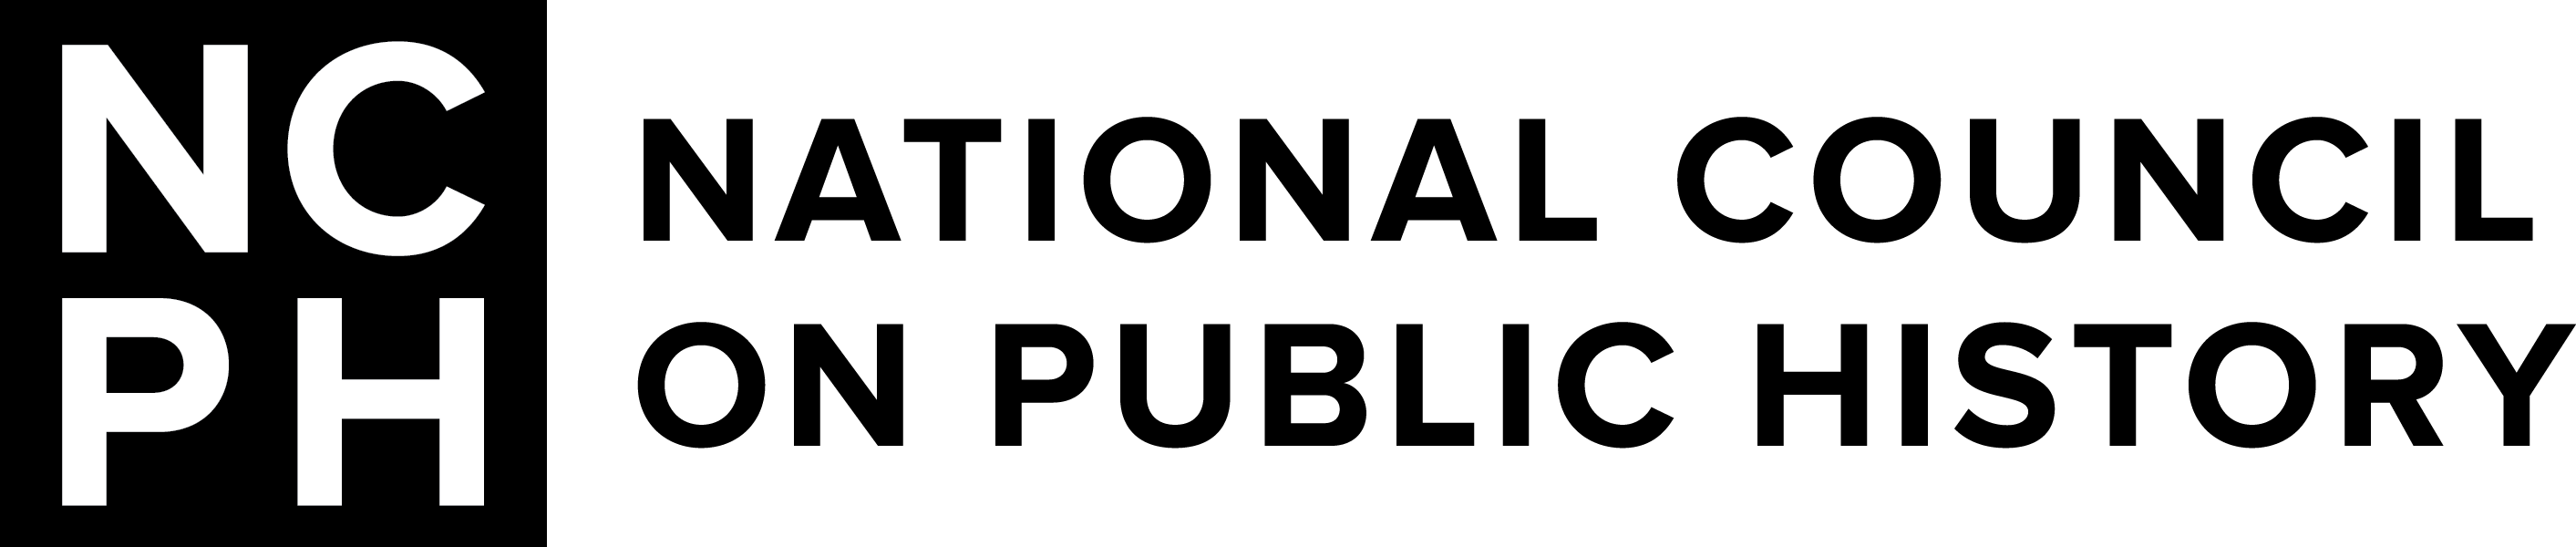 NC
PH
NATIONAL COUNCIL
ON PUBLIC HISTORY